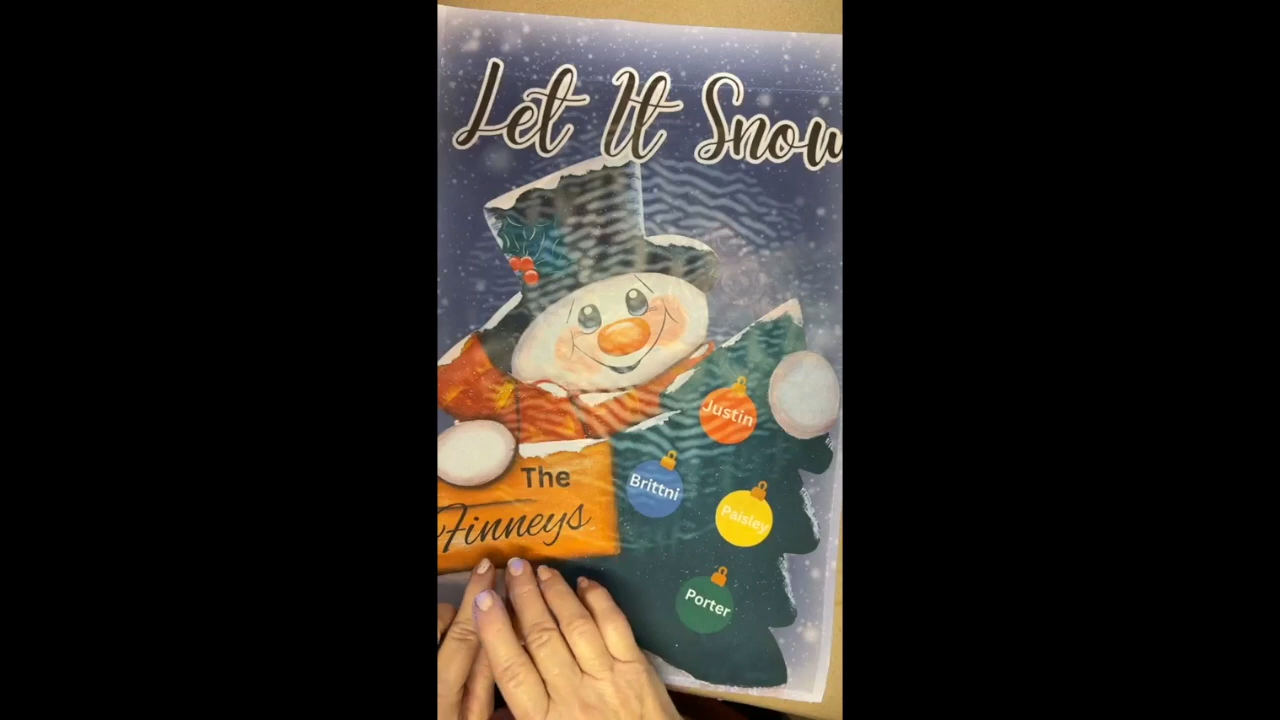 Let It Snow
Justin
Brittni
The
Finneys
Paisley
Porter